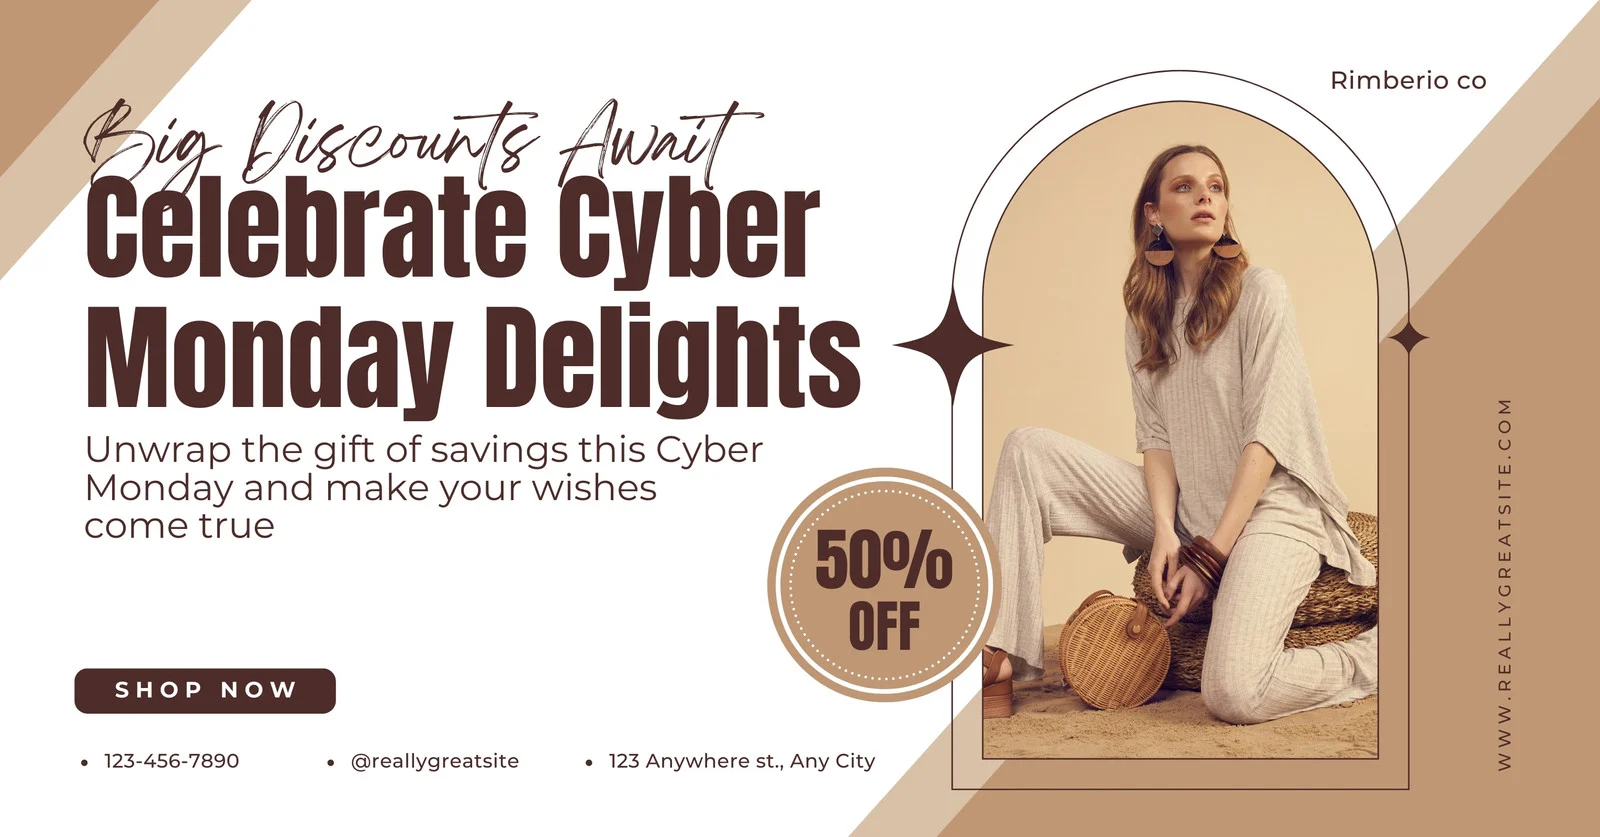 Rimberio co
Big Discounts Await
Celebrate Cyber
Monday Delights
Unwrap the gift of savings this Cyber
Monday and make your wishes
come true
50%
OFF
SHOP NOW
123-456-7890
@reallygreatsite
123 Anywhere st., Any City
WWW.REALLYGREATSITE.COM